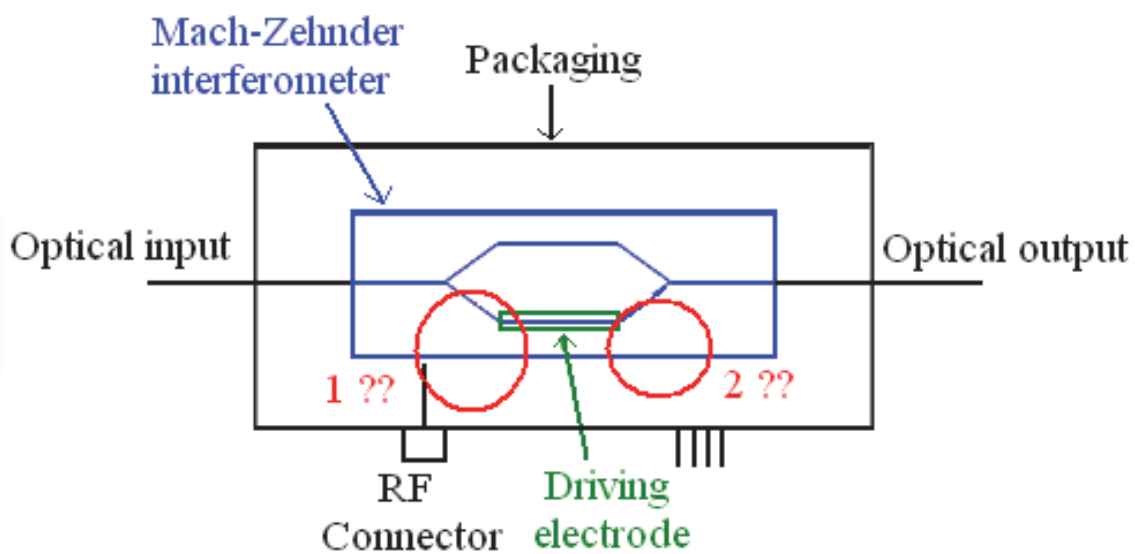 Mach-Zehnder
interferometer
Packaging
Optical input
Optical output
1 ??
2 ??
RF
Connector
Driving
electrode